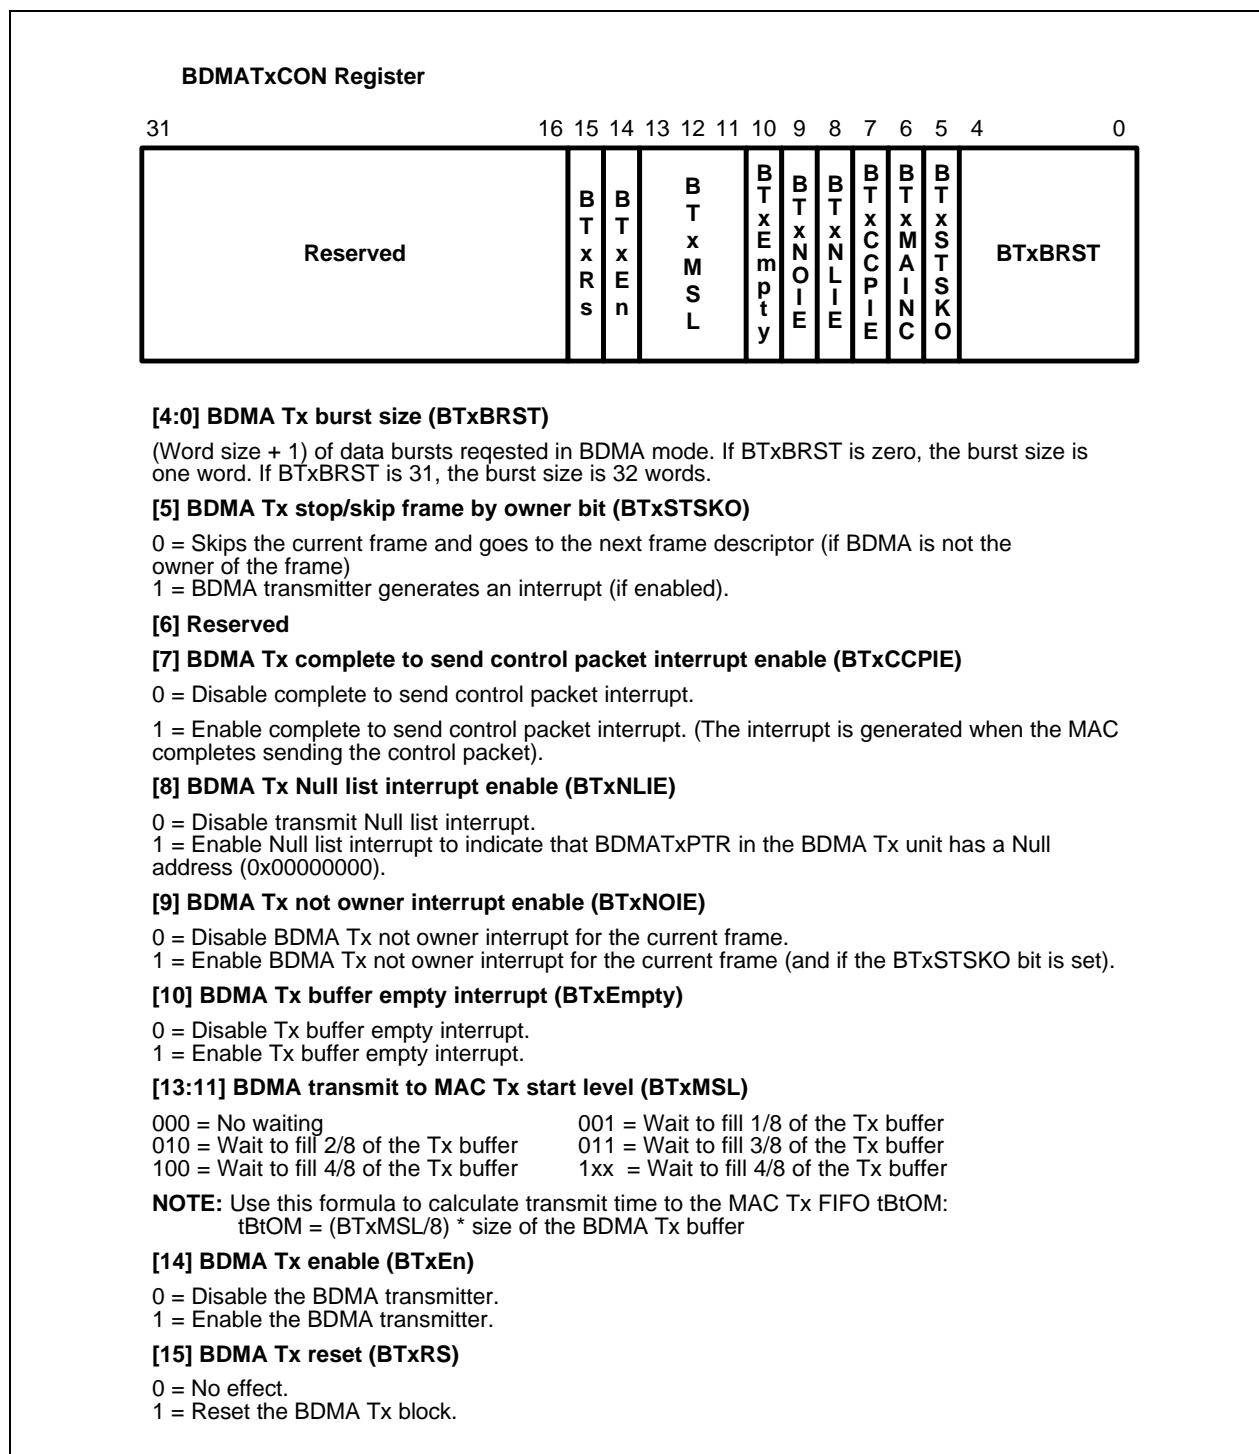 BDMATxCON Register
31 16 15 14 13 12 11 10 9 8 7 6 5 4 0
Reserved BTxRs BTxEn BTxMSL BTxEmpty BTxNOIE BTxNLIE BTxCCPIE BTxMAINC BTxSTSKO BTxBRST
[4:0] BDMA Tx burst size (BTxBRST)
(Word size + 1) of data bursts reqested in BDMA mode. If BTxBRST is zero, the burst size is
one word. If BTxBRST is 31, the burst size is 32 words.
[5] BDMA Tx stop/skip frame by owner bit (BTxSTSKO)
0 = Skips the current frame and goes to the next frame descriptor (if BDMA is not the
owner of the frame)
1 = BDMA transmitter generates an interrupt (if enabled).
[6] Reserved
[7] BDMA Tx complete to send control packet interrupt enable (BTxCCPIE)
0 = Disable complete to send control packet interrupt.
1 = Enable complete to send control packet interrupt. (The interrupt is generated when the MAC
completes sending the control packet).
[8] BDMA Tx Null list interrupt enable (BTxNLIE)
0 = Disable transmit Null list interrupt.
1 = Enable Null list interrupt to indicate that BDMATxPTR in the BDMA Tx unit has a Null
address (0x00000000).
[9] BDMA Tx not owner interrupt enable (BTxNOIE)
0 = Disable BDMA Tx not owner interrupt for the current frame.
1 = Enable BDMA Tx not owner interrupt for the current frame (and if the BTxSTSKO bit is set).
[10] BDMA Tx buffer empty interrupt (BTxEmpty)
0 = Disable Tx buffer empty interrupt.
1 = Enable Tx buffer empty interrupt.
[13:11] BDMA transmit to MAC Tx start level (BTxMSL)
000 = No waiting 001 = Wait to fill 1/8 of the Tx buffer
010 = Wait to fill 2/8 of the Tx buffer 011 = Wait to fill 3/8 of the Tx buffer
100 = Wait to fill 4/8 of the Tx buffer 1xx = Wait to fill 4/8 of the Tx buffer
NOTE: Use this formula to calculate transmit time to the MAC Tx FIFO tBtOM:
tBtOM = (BTxMSL/8) * size of the BDMA Tx buffer
[14] BDMA Tx enable (BTxEn)
0 = Disable the BDMA transmitter.
1 = Enable the BDMA transmitter.
[15] BDMA Tx reset (BTxRS)
0 = No effect.
1 = Reset the BDMA Tx block.